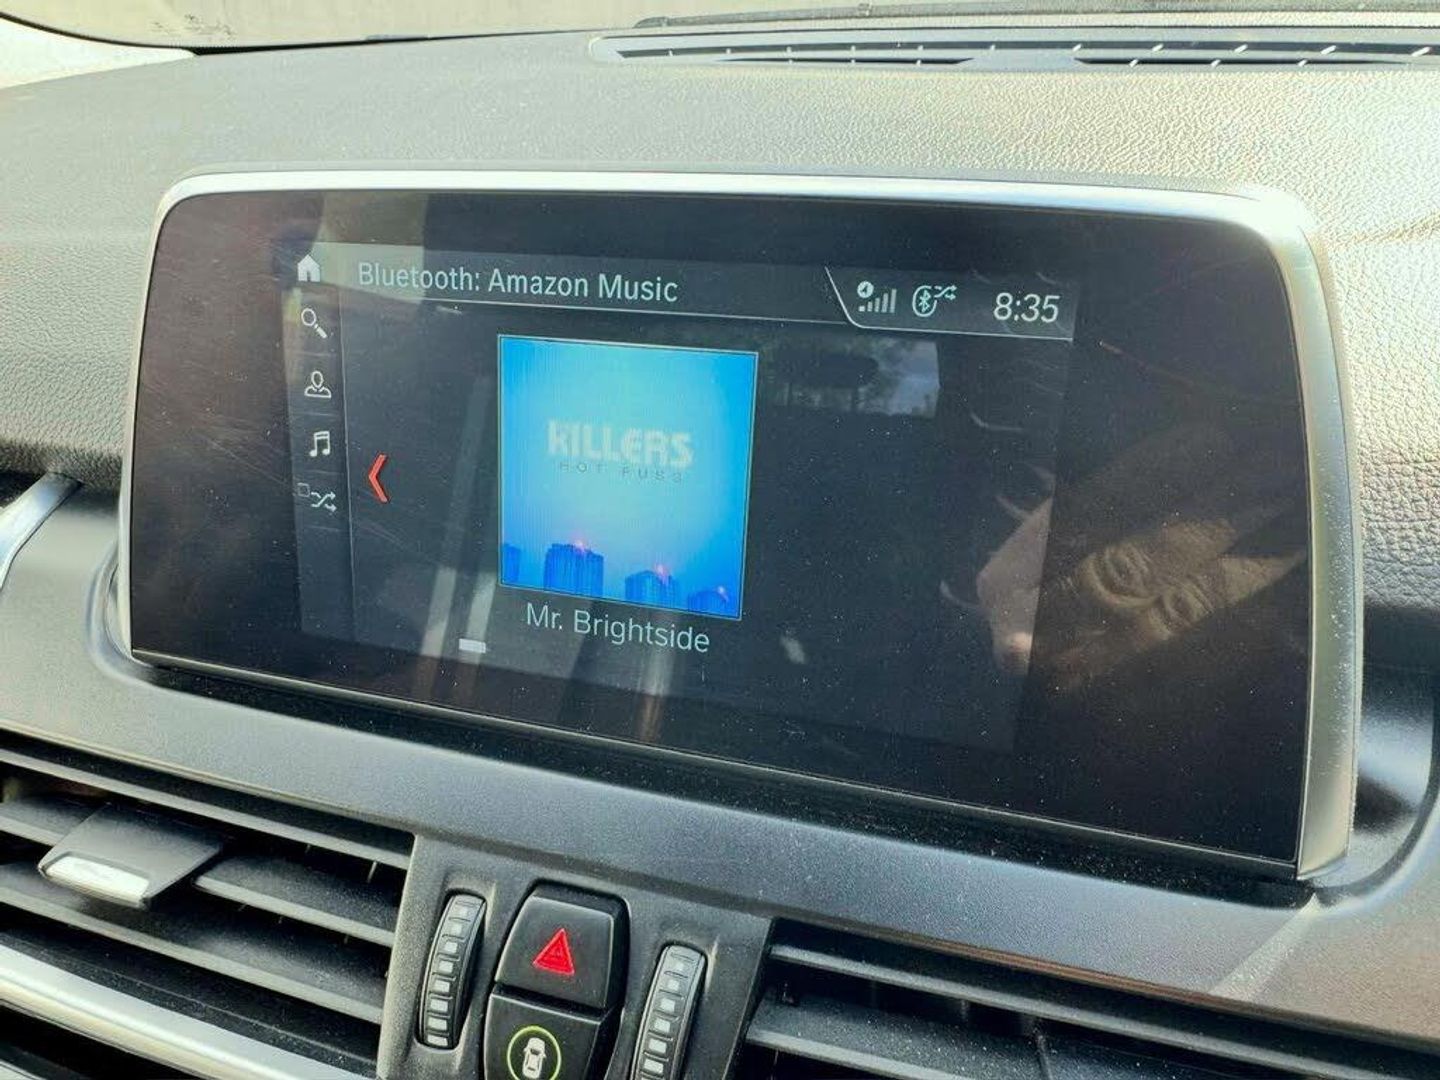 Bluetooth: Amazon Music
8:35
KILLERS
HOT FUSS
Mr. Brightside